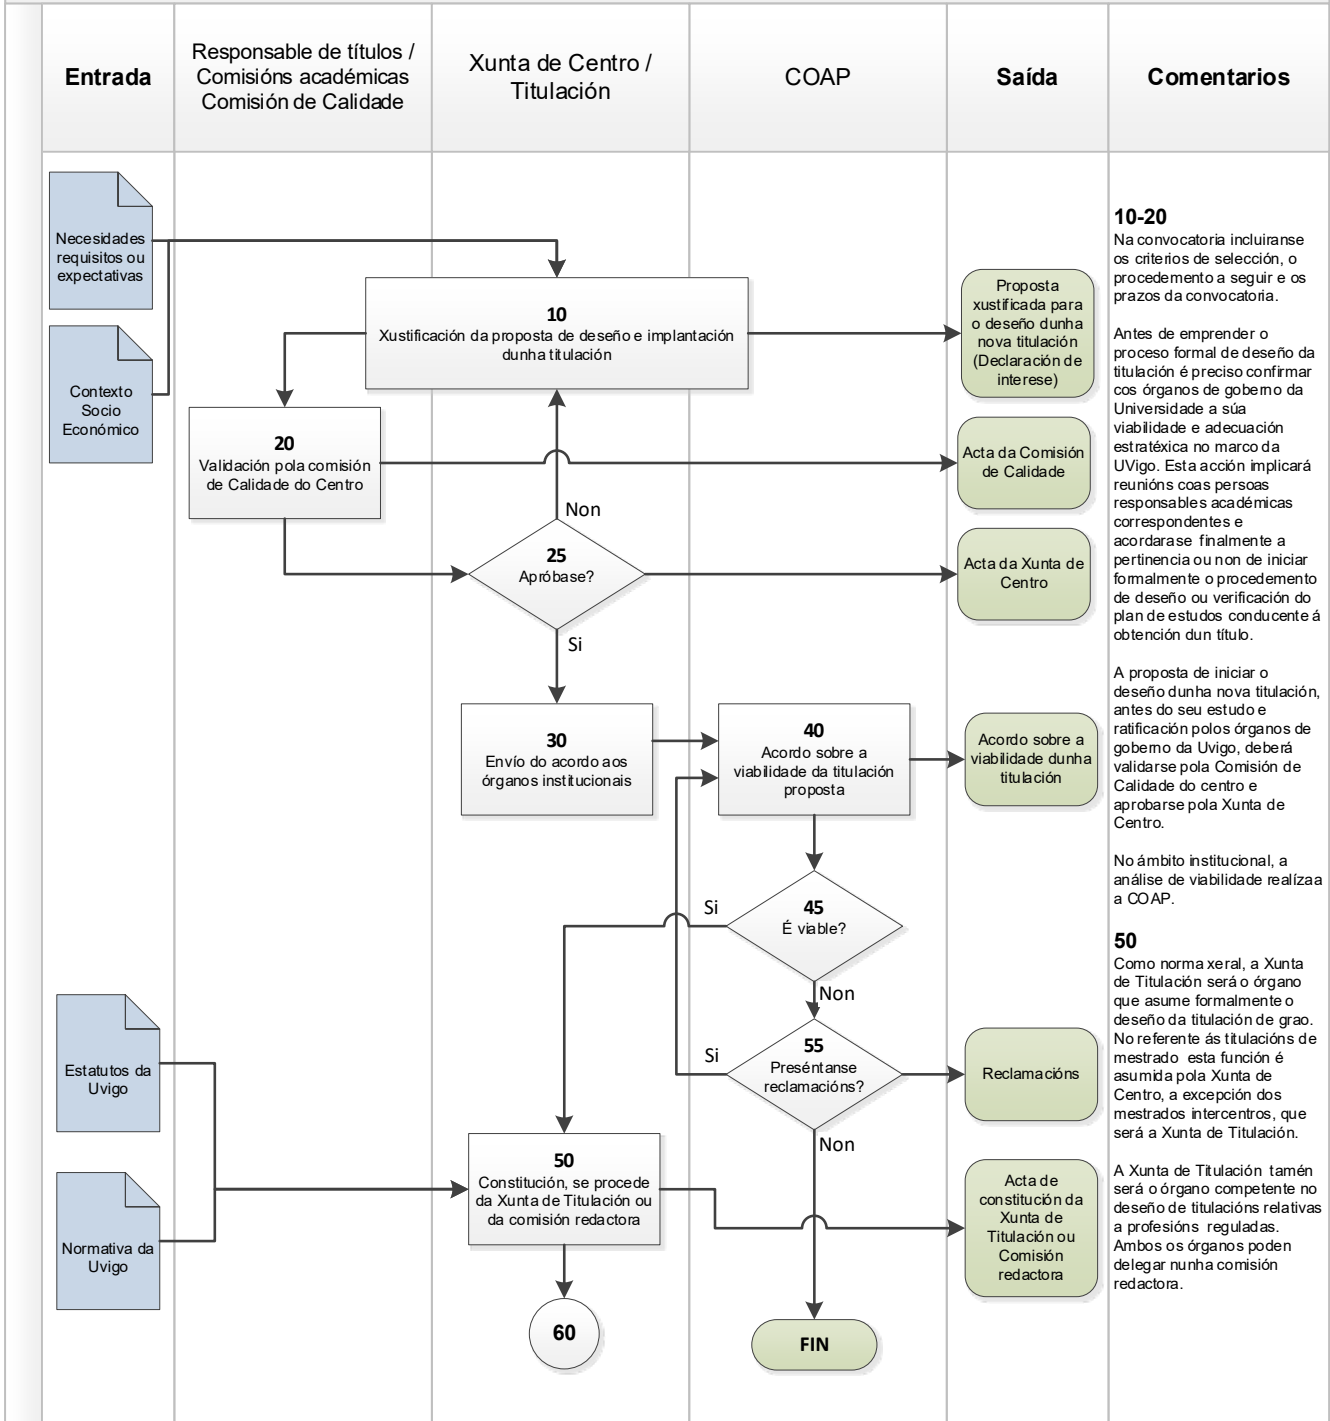 Entrada
Responsable de títulos /
Comisións académicas
Comisión de Calidade
Xunta de Centro /
Titulación
COAP
Saída
Comentarios
Necesidades
requisitos ou
expectativas
Contexto
Socio
Económico
10
Xustificación da proposta de deseño e implantación
dunha titulación
Proposta
xustificada para
o deseño dunha
nova titulación
(Declaración de
interese)
20
Validación pola comisión
de Calidade do Centro
Acta da Comisión
de Calidade
Non
25
Apróbase?
Acta da Xunta de
Centro
Si
30
Envío do acordo aos
órganos institucionais
40
Acordo sobre a
viabilidade da titulación
proposta
Acordo sobre a
viabilidade dunha
titulación
Si
45
É viable?
Non
Estatutos da
Uvigo
Si
55
Preséntanse
reclamacións?
Reclamacións
Non
Normativa da
Uvigo
50
Constitución, se procede
da Xunta de Titulación ou
da comisión redactora
Acta de
constitución da
Xunta de
Titulación ou
Comisión
redactora
60
FIN
10-20
Na convocatoria incluiranse
os criterios de selección, o
procedemento a seguir e os
prazos da convocatoria.
Antes de emprender o
proceso formal de deseño da
titulación é preciso confirmar
cos órganos de goberno da
Universidade a súa
viabilidade e adecuación
estratéxica no marco da
UVigo. Esta acción implicará
reunións coas persoas
responsables académicas
correspondentes e
acordarase finalmente a
pertinencia ou non de iniciar
formalmente o procedemento
de deseño ou verificación do
plan de estudos conducente á
obtención dun título.
A proposta de iniciar o
deseño dunha nova titulación,
antes do seu estudo e
ratificación polos órganos de
goberno da Uvigo, deberá
validarse pola Comisión de
Calidade do centro e
aprobarse pola Xunta de
Centro.
No ámbito institucional, a
análise de viabilidade realízaa
a COAP.
50
Como norma xeral, a Xunta
de Titulación será o órgano
que asume formalmente o
deseño da titulación de grao.
No referente ás titulacións de
mestrado esta función é
asumida pola Xunta de
Centro, a excepción dos
mestrados intercentros, que
será a Xunta de Titulación.
A Xunta de Titulación tamén
será o órgano competente no
deseño de titulacións relativas
a profesións reguladas.
Ambos os órganos poden
delegar nunha comisión
redactora.